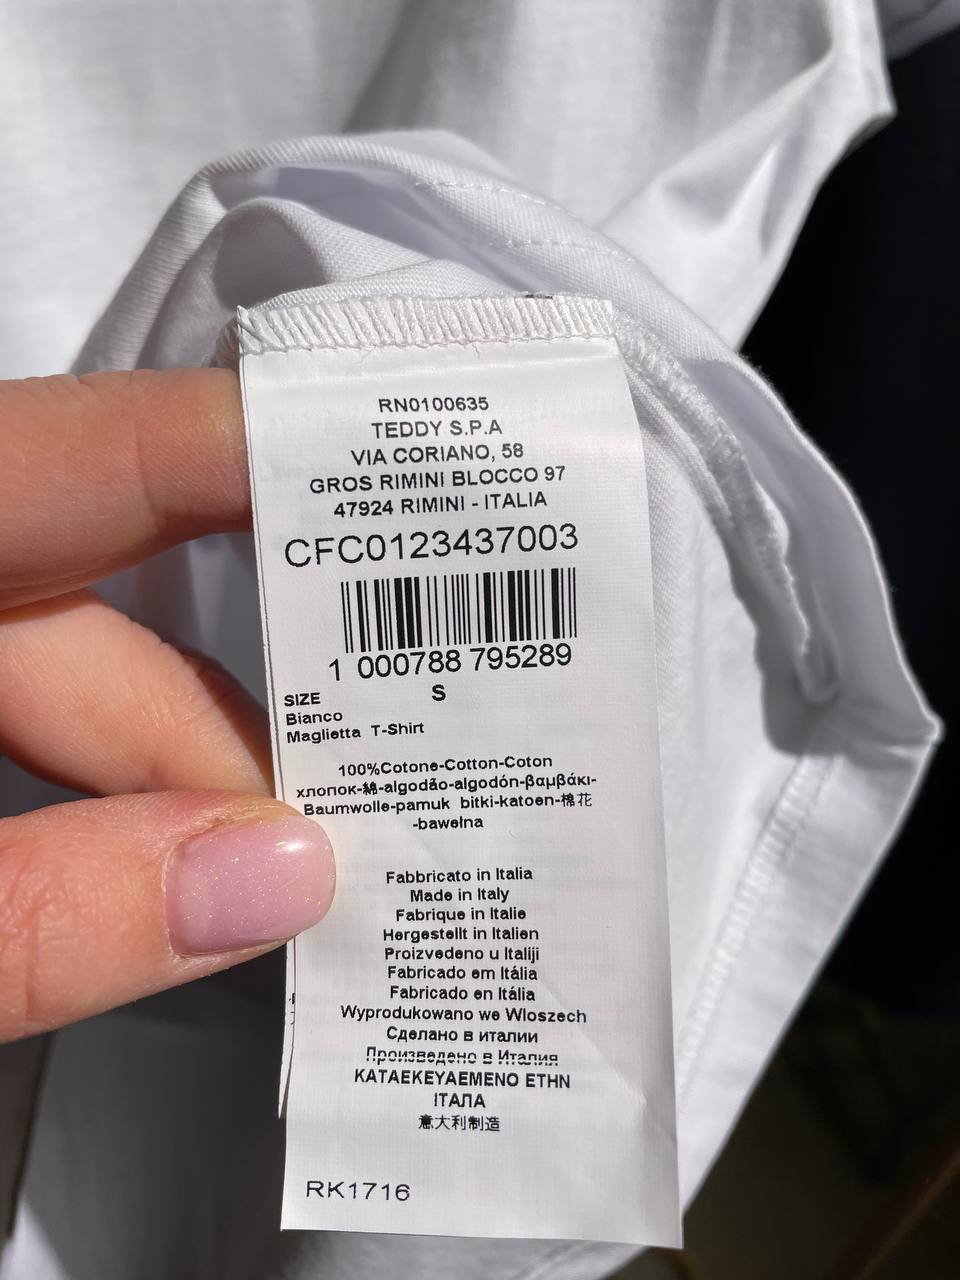 RN0100635
TEDDY S.P.A
VIA CORIANO, 58
GROS RIMINI BLOCCO 97
47924 RIMINI - ITALIA
CFC0123437003
1 000788 795289
SIZE S
Bianco
Maglietta T-Shirt
100%Cotone-Cotton-Coton
хлопок-綿-algodão-algodón-βαμβάκι-
Baumwolle-pamuk bitki-katoen-棉花
-bawełna
Fabbricato in Italia
Made in Italy
Fabrique in Italie
Hergestellt in Italien
Proizvedeno u Italiji
Fabricado em Itália
Fabricado en Itália
Wyprodukowano we Wloszech
Сделано в италии
Произведено в Италия
KATAEKEYAEMENO ETHN
ΙΤΑΠΑ
意大利制造
RK1716